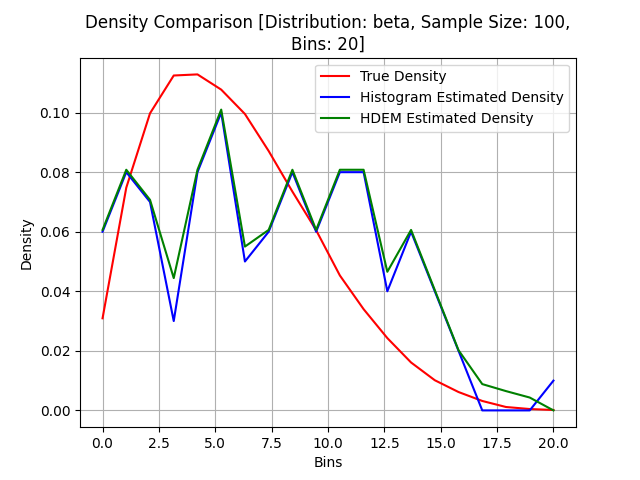 Density Comparison [Distribution: beta, Sample Size: 100,
Bins: 20]
True Density
Histogram Estimated Density
HDEM Estimated Density
Density
0.10
0.08
0.06
0.04
0.02
0.00
0.0 2.5 5.0 7.5 10.0 12.5 15.0 17.5 20.0
Bins